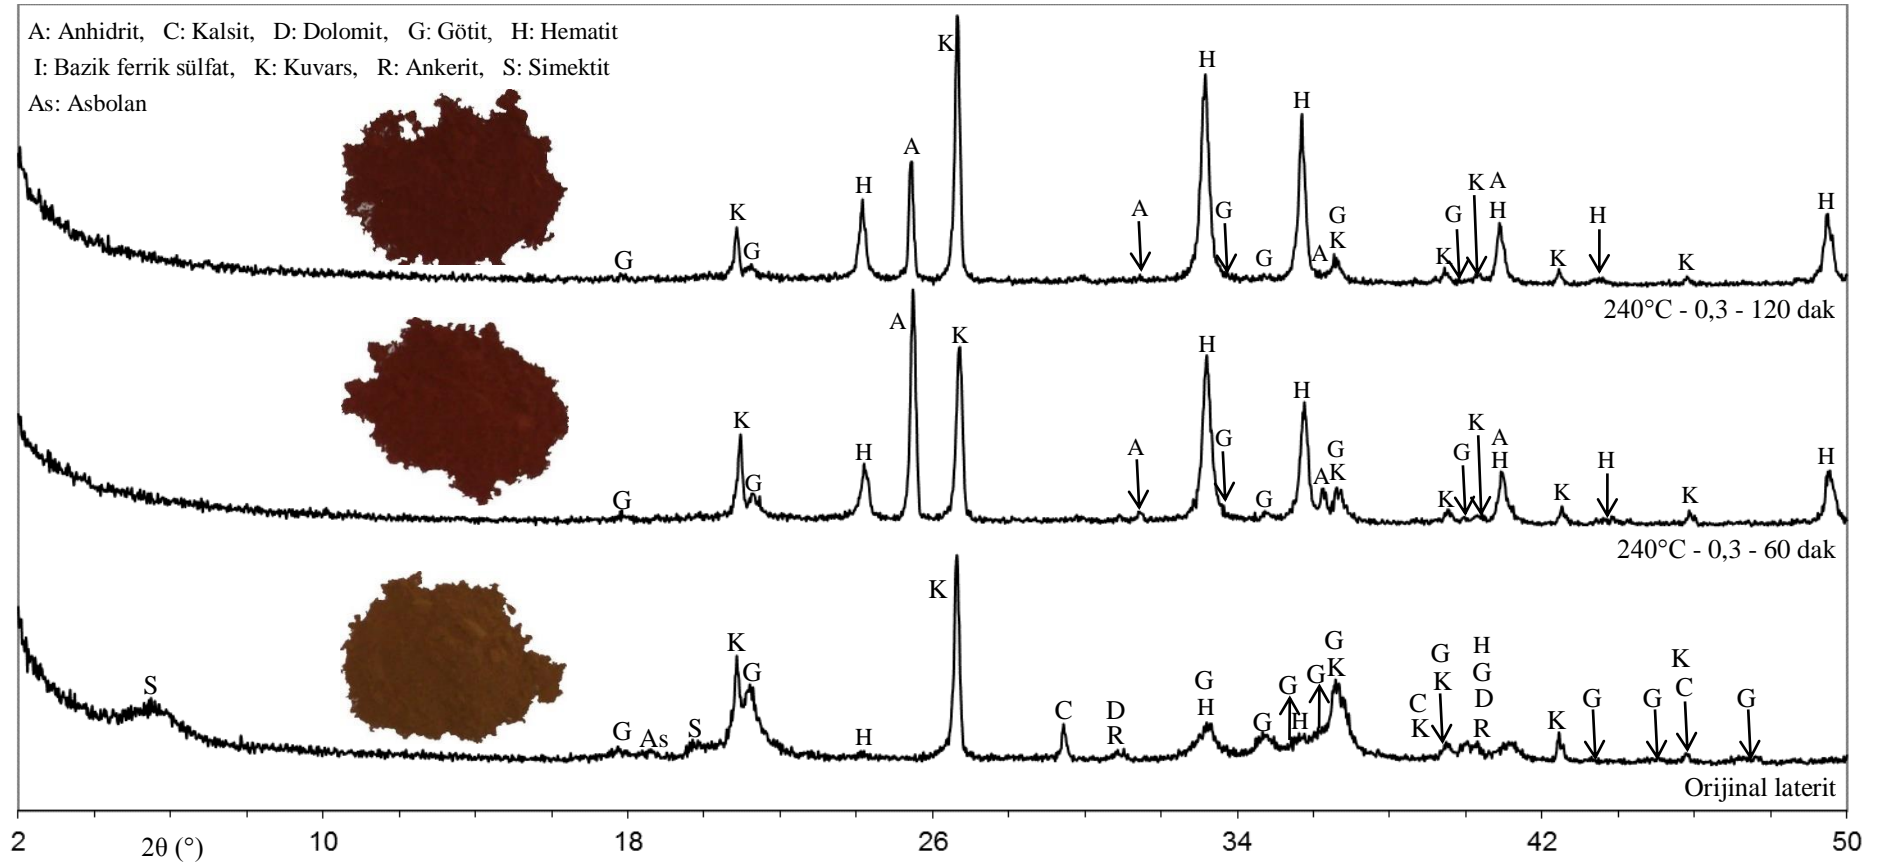 A: Anhidrit, C: Kalsit, D: Dolomit, G: Götit, H: Hematit
I: Bazik ferrik sülfat, K: Kuvars, R: Ankerit, S: Simektit
As: Asbolan
G K G H A K A H G G H A G K K G K A H K H K H
240°C - 0,3 - 120 dak
G K G H A K A H G G H A G K K G K A H K H K H
240°C - 0,3 - 60 dak
S G As S K G H K C D R G H G G H G G K C K G K H G D R K G G K C G
Orijinal laterit
2 10 18 26 34 42 50
2θ (°)